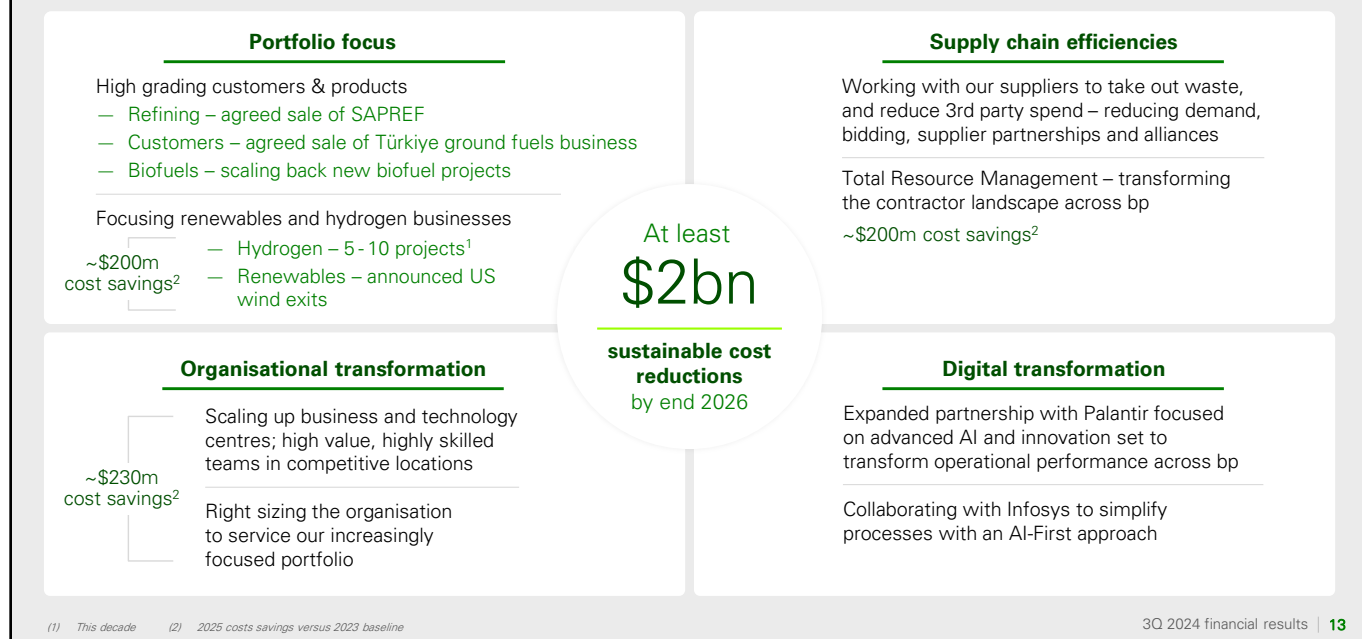 Portfolio focus
High grading customers & products
— Refining – agreed sale of SAPREF
— Customers – agreed sale of Türkiye ground fuels business
— Biofuels – scaling back new biofuel projects
Focusing renewables and hydrogen businesses
~$200m
cost savings²
— Hydrogen – 5 - 10 projects¹
— Renewables – announced US
wind exits
Supply chain efficiencies
Working with our suppliers to take out waste,
and reduce 3rd party spend – reducing demand,
bidding, supplier partnerships and alliances
Total Resource Management – transforming
the contractor landscape across bp
~$200m cost savings²
At least
$2bn
sustainable cost
reductions
by end 2026
Organisational transformation
~$230m
cost savings²
Scaling up business and technology
centres; high value, highly skilled
teams in competitive locations
Right sizing the organisation
to service our increasingly
focused portfolio
Digital transformation
Expanded partnership with Palantir focused
on advanced AI and innovation set to
transform operational performance across bp
Collaborating with Infosys to simplify
processes with an AI-First approach
(1) This decade (2) 2025 costs savings versus 2023 baseline
3Q 2024 financial results | 13